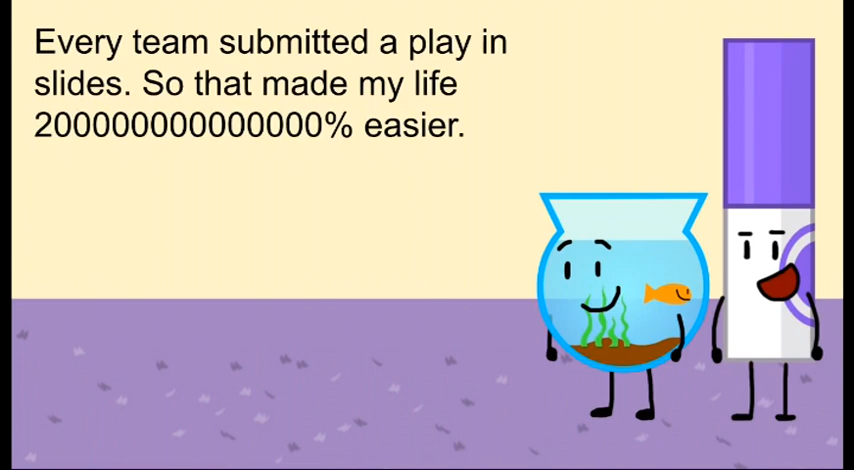 Every team submitted a play in
slides. So that made my life
200000000000000% easier.